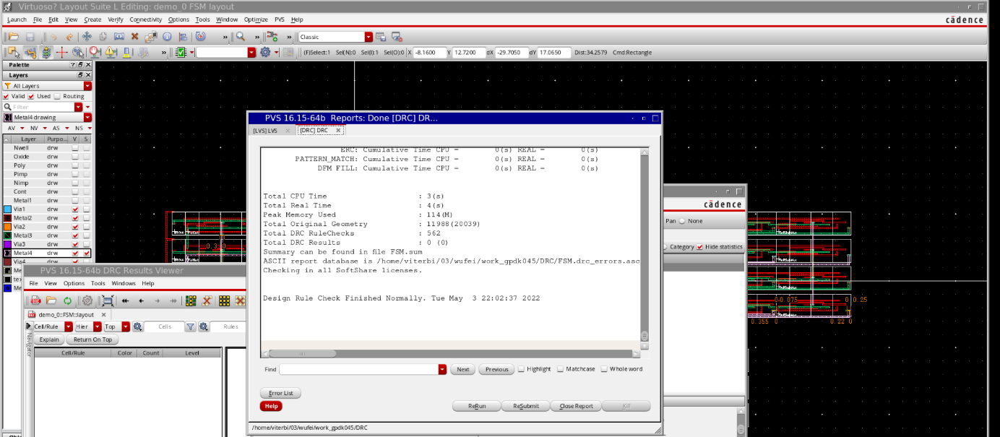 Virtuoso? Layout Suite L Editing: demo_0 FSM layout
Launch File Edit View Create Verify Connectivity Options Tools Window Optimize PVS Help
cādence
Classic
(F)Select:1 Sel(N):0 Sel(I):1 Sel(O):0 X -8.1600 Y 12.7200 dX -29.7050 dY 17.0650 Dist:34.2579 Cmd:Rectangle
Palette
Layers
All Layers
Valid Used Routing
Filter
Metal4 drawing
AV NV AS NS
Layer Purpo... V S
Nwell drw
Oxide drw
Poly drw
Pimp drw
Nimp drw
Cont drw
Metal1 drw
Via1 drw
Metal2 drw
Via2 drw
Metal3 drw
Via3 drw
Metal4 drw
Via4
Me
tex
Me
PVS 16.15-64b Reports: Done [DRC] DR...
[LVS] LVS [DRC] DRC
ERC: Cumulative Time CPU = 0(s) REAL = 0(s)
PATTERN_MATCH: Cumulative Time CPU = 0(s) REAL = 0(s)
DFM FILL: Cumulative Time CPU = 0(s) REAL = 0(s)
Total CPU Time : 3(s)
Total Real Time : 4(s)
Peak Memory Used : 114(M)
Total Original Geometry : 11988(20039)
Total DRC RuleChecks : 562
Total DRC Results : 0 (0)
Summary can be found in file FSM.sum
ASCII report database is /home/viterbi/03/wufei/work_gpdk045/DRC/FSM.drc_errors.asc
Checking in all SoftShare licenses.
Design Rule Check Finished Normally. Tue May 3 22:02:37 2022
Find Next Previous Highlight Matchcase Whole word
Error List
Help ReRun ReSubmit Close Report Kill
/home/viterbi/03/wufei/work_gpdk045/DRC
cādence
Pan None
Category Hide statistics
0.075 0 0.25
0.355 0 0.22 0
PVS 16.15-64b DRC Results Viewer
File View Options Tools Windows Help
demo_0::FSM::layout
Cell/Rule Hier Top Cells Rules
Explain Return On Top
Navigator
Cell/Rule Color Count Level